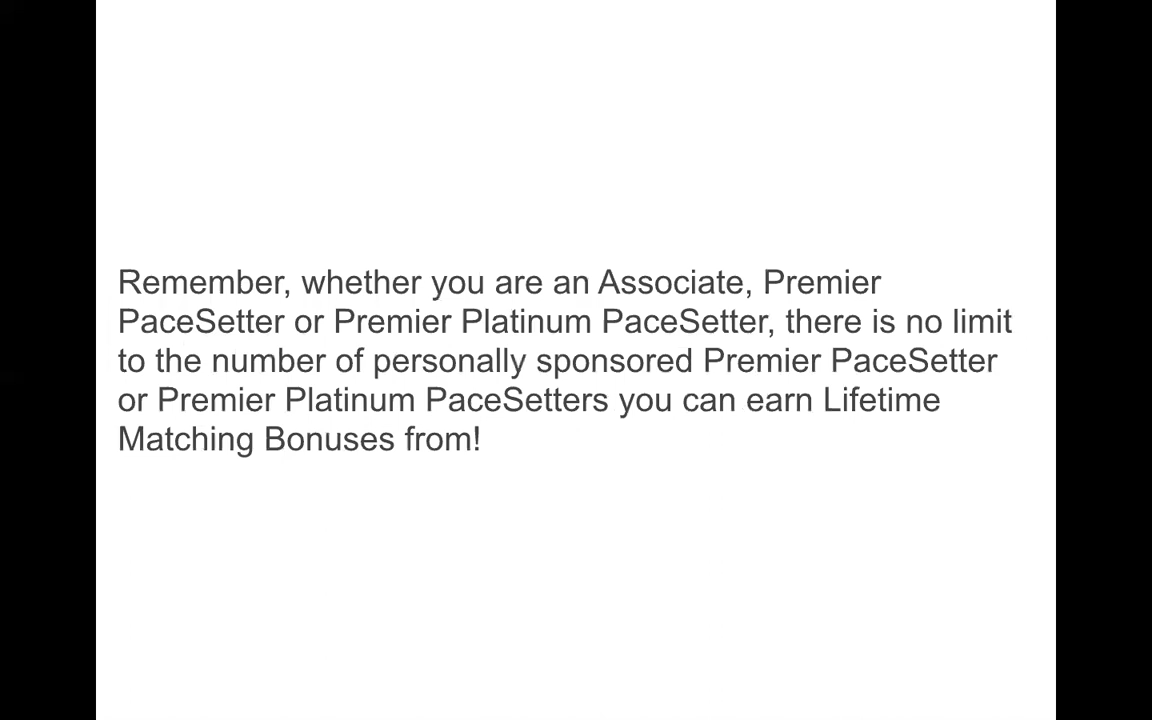 Remember, whether you are an Associate, Premier
PaceSetter or Premier Platinum PaceSetter, there is no limit
to the number of personally sponsored Premier PaceSetter
or Premier Platinum PaceSetters you can earn Lifetime
Matching Bonuses from!